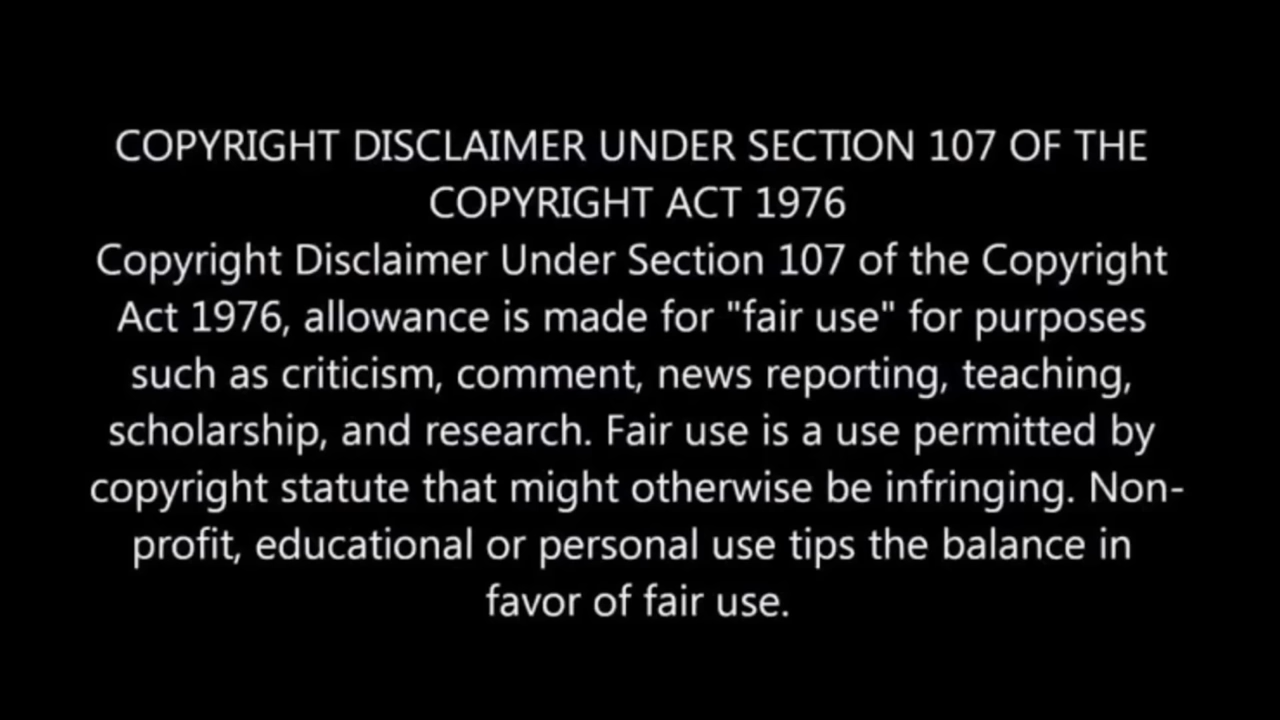 COPYRIGHT DISCLAIMER UNDER SECTION 107 OF THE
COPYRIGHT ACT 1976
Copyright Disclaimer Under Section 107 of the Copyright
Act 1976, allowance is made for "fair use" for purposes
such as criticism, comment, news reporting, teaching,
scholarship, and research. Fair use is a use permitted by
copyright statute that might otherwise be infringing. Non-
profit, educational or personal use tips the balance in
favor of fair use.